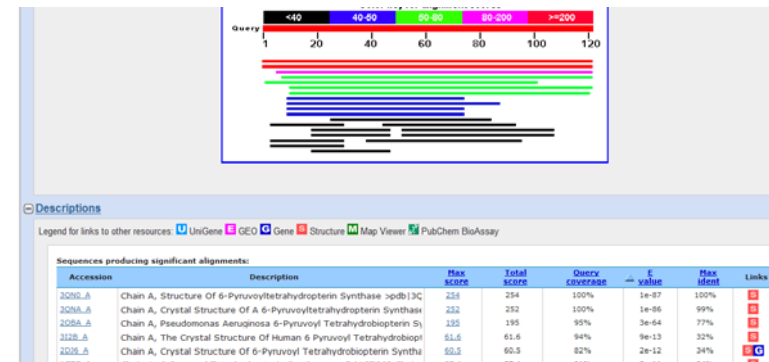 Color key for alignment scores
<40 40-50 50-80 80-200 >=200
Query
1 20 40 60 80 100 120
Descriptions
Legend for links to other resources: U UniGene E GEO G Gene S Structure M Map Viewer PubChem BioAssay
Sequences producing significant alignments:
Accession Description Max score Total score Query coverage E value Max ident Links
Chain A, Structure Of 6-Pyruvoyltetrahydropterin Synthase >pdb|3Q 254 254 100% 1e-87 100% S
3QNA_A Chain A, Crystal Structure Of A 6-Pyruvoyltetrahydropterin Synthase 252 252 100% 1e-86 99% S
2OBA_A Chain A, Pseudomonas Aeruginosa 6-Pyruvoyl Tetrahydrobiopterin Sy 195 195 95% 3e-64 77% S
3I2B_A Chain A, The Crystal Structure Of Human 6 Pyruvoyl Tetrahydrobiopt 61.6 61.6 94% 9e-13 32% S
2DJ6_A Chain A, Crystal Structure Of 6-Pyruvoyl Tetrahydrobiopterin Syntha 60.5 60.5 82% 2e-12 34% S G